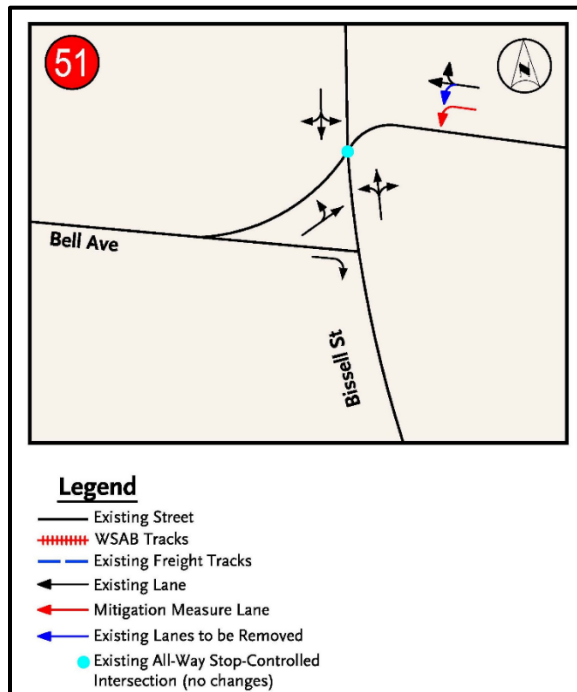 51
Bell Ave
Bissell St
Legend
Existing Street
WSAB Tracks
Existing Freight Tracks
Existing Lane
Mitigation Measure Lane
Existing Lanes to be Removed
Existing All-Way Stop-Controlled
Intersection (no changes)